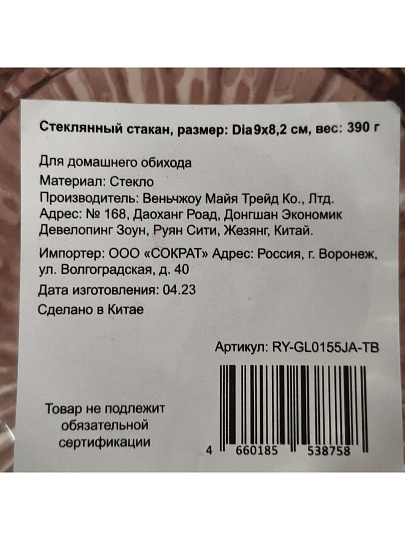 Стеклянный стакан, размер: Dia9x8,2 см, вес: 390 г
Для домашнего обихода
Материал: Стекло
Производитель: Веньчжоу Майя Трейд Ко., Лтд.
Адрес: № 168, Даоханг Роад, Донгшан Экономик
Девелопинг Зоун, Руян Сити, Жезянг, Китай.
Импортер: ООО «СОКРАТ» Адрес: Россия, г. Воронеж,
ул. Волгоградская, д. 40
Дата изготовления: 04.23
Сделано в Китае
Артикул: RY-GL0155JA-TB
Товар не подлежит
обязательной
сертификации
4 660185 538758